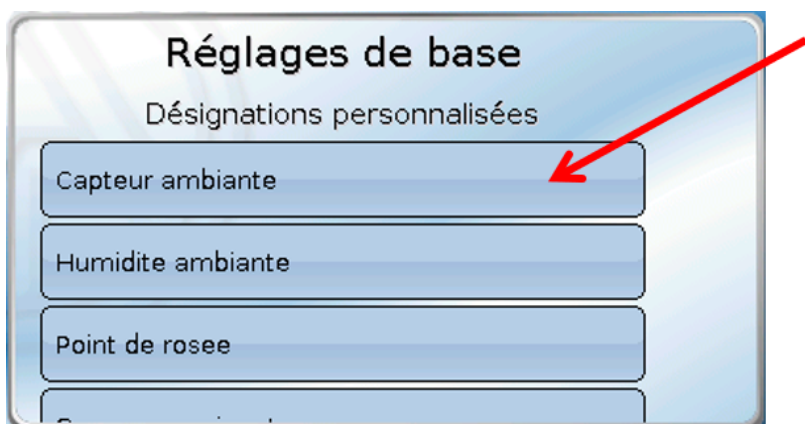 Réglages de base
Désignations personnalisées
Capteur ambiante
Humidite ambiante
Point de rosee